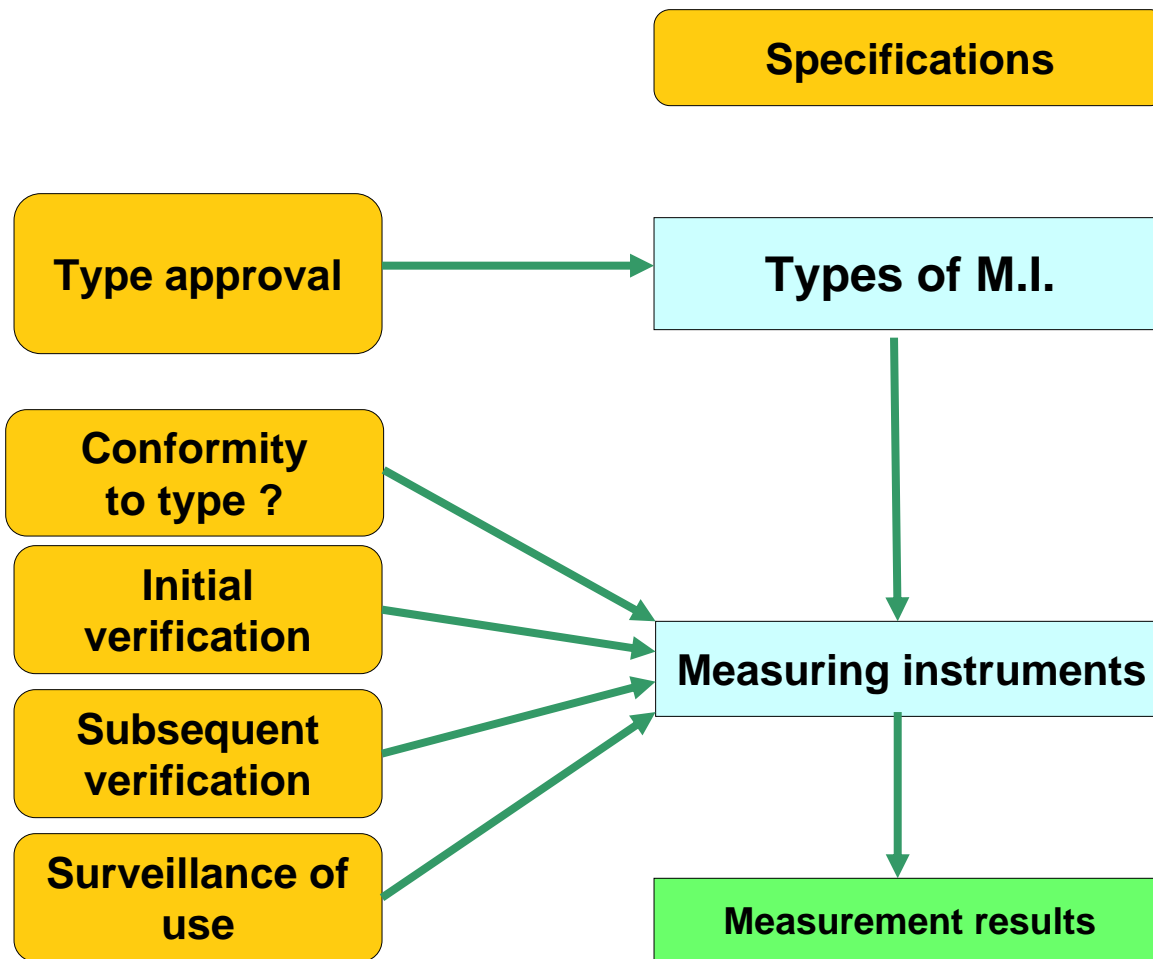 Specifications
Type approval
Types of M.I.
Conformity
to type ?
Initial
verification
Measuring instruments
Subsequent
verification
Surveillance of
use
Measurement results